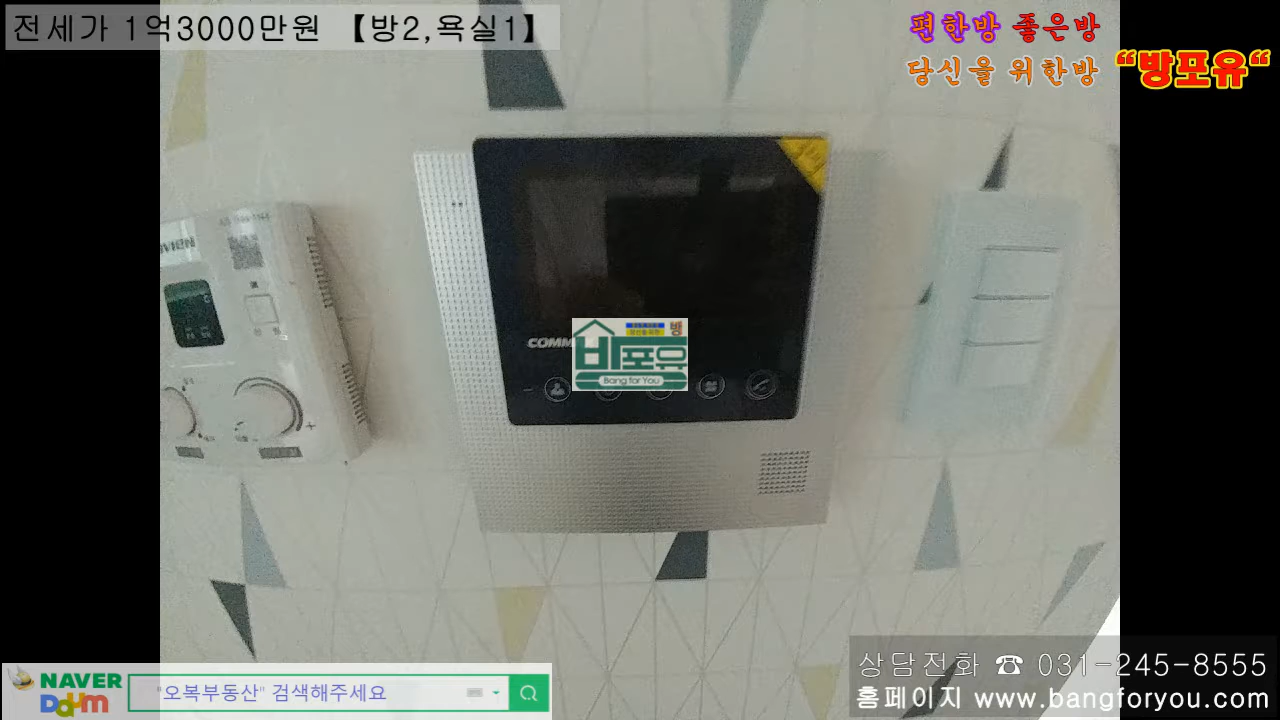 전세가 1억3000만원 【방2,욕실1】
편한방 좋은방
당신을 위한방 "방포유"
COMM
방
방포유
Bang for You
NAVER
Daum
"오복부동산" 검색해주세요
상담전화 ☎ 031-245-8555
홈페이지 www.bangforyou.com